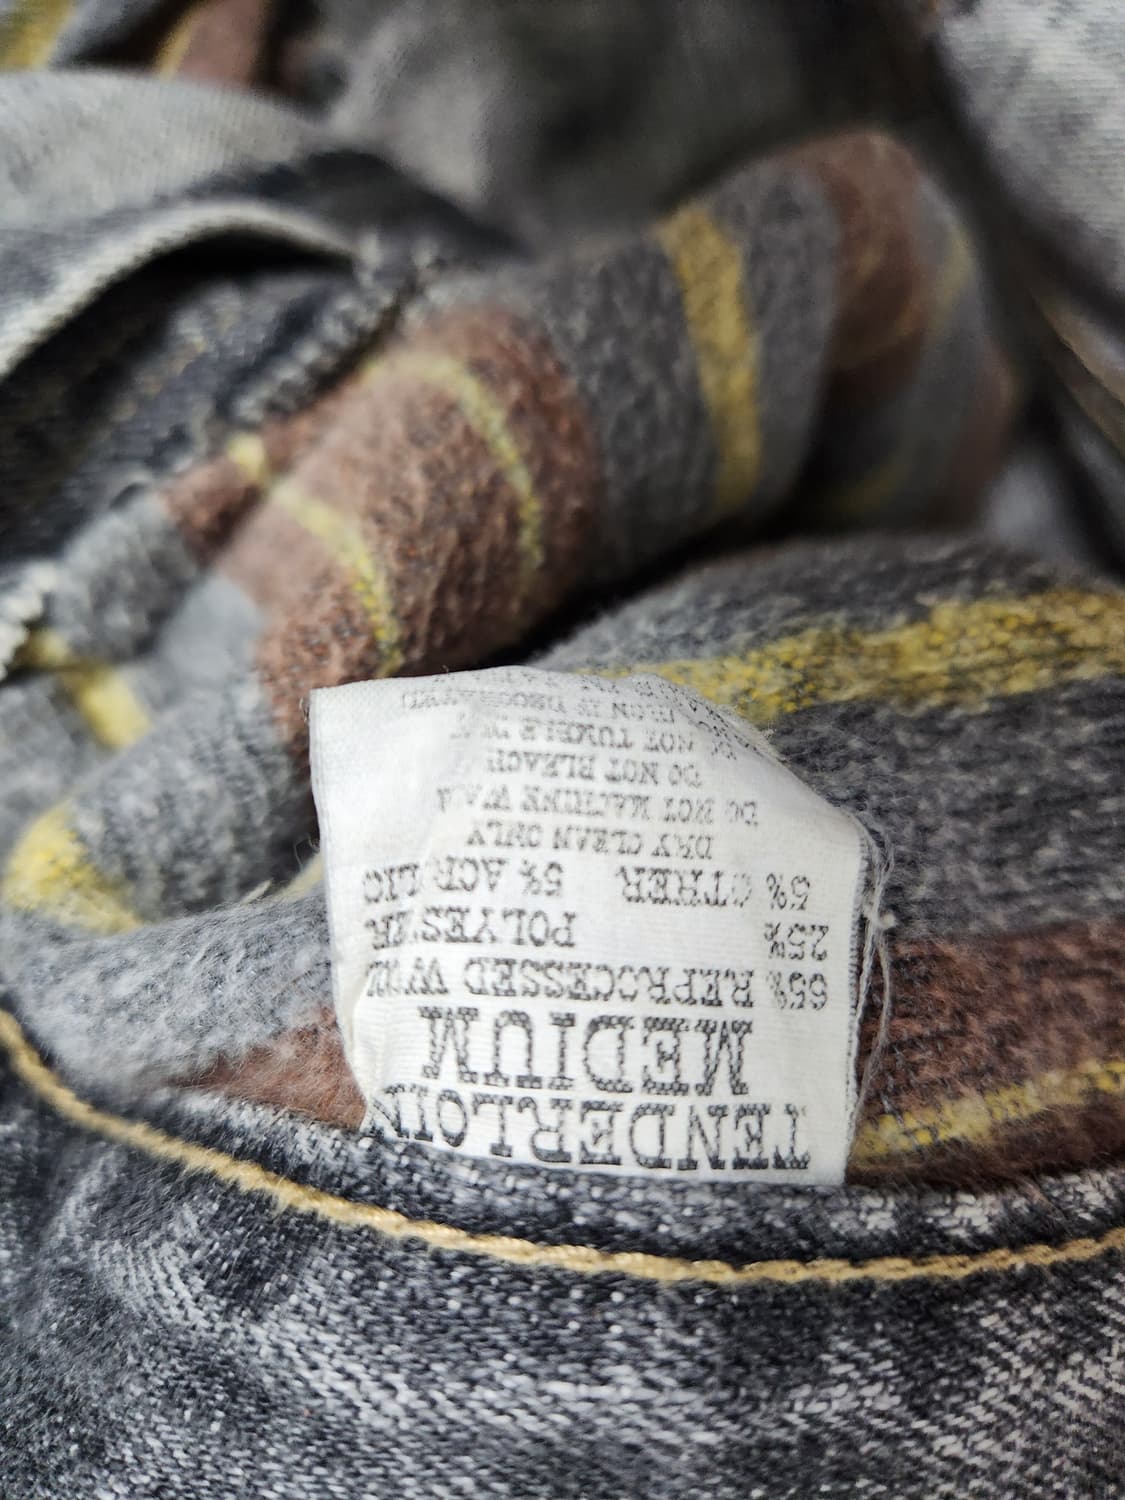 TENDERLOIN
MEDIUM
65% REPROCESSED WOOL
25% POLYESTER
5% OTHER 5% ACRYLIC
DRY CLEAN ONLY
DO NOT MACHINE WASH
DO NOT BLEACH
DO NOT TUMBLE DRY